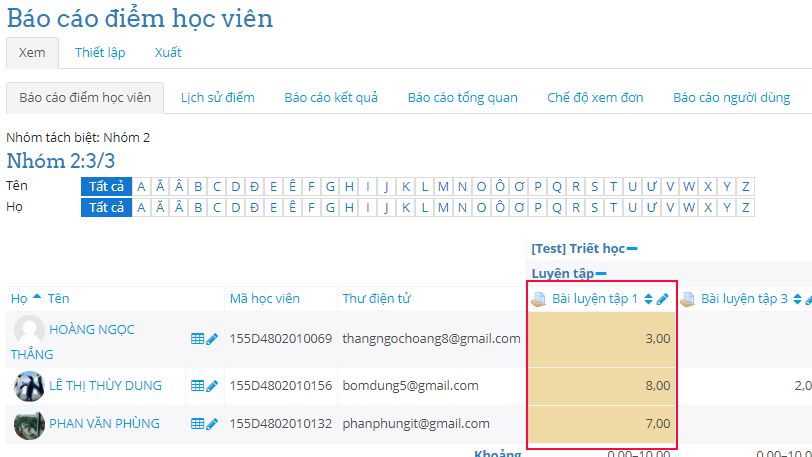 Báo cáo điểm học viên
Xem Thiết lập Xuất
Báo cáo điểm học viên Lịch sử điểm Báo cáo kết quả Báo cáo tổng quan Chế độ xem đơn Báo cáo người dùng
Nhóm tách biệt: Nhóm 2
Nhóm 2:3/3
Tên Tất cả A Ă Â B C D Đ E Ê F G H I J K L M N O Ô Ơ P Q R S T U Ư V W X Y Z
Họ Tất cả A Ă Â B C D Đ E Ê F G H I J K L M N O Ô Ơ P Q R S T U Ư V W X Y Z
[Test] Triết học
Luyện tập
Họ Tên Mã học viên Thư điện tử Bài luyện tập 1 Bài luyện tập 3
HOÀNG NGỌC
THẮNG 155D4802010069 thangngochoang8@gmail.com 3,00
LÊ THỊ THÙY DUNG 155D4802010156 bomdung5@gmail.com 8,00 2,0
PHAN VĂN PHÙNG 155D4802010132 phanphungit@gmail.com 7,00
Khoảng 0,00–10,00 0,00–10,0